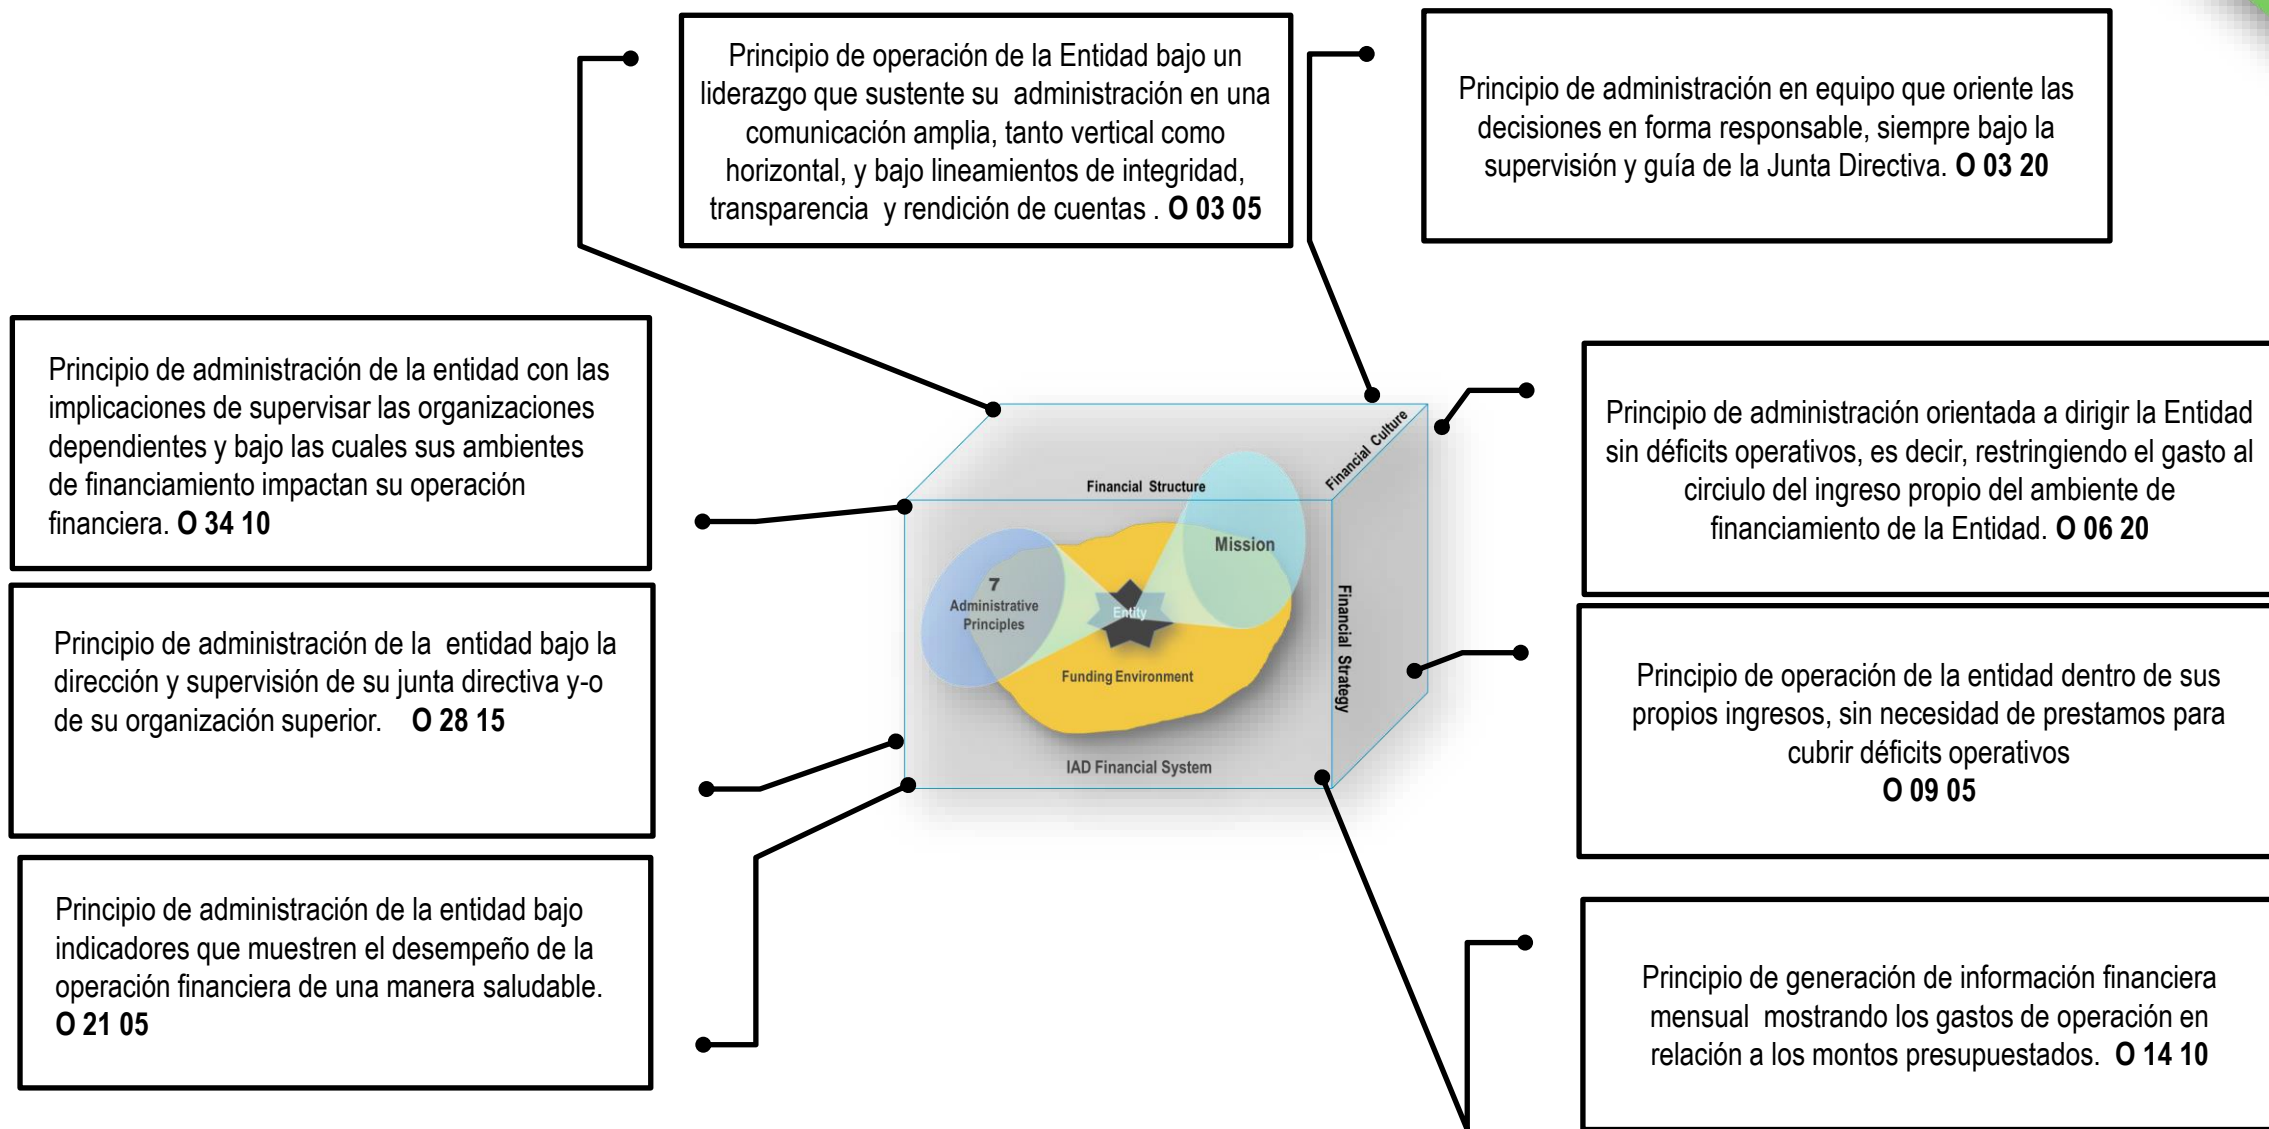 Principio de operación de la Entidad bajo un
liderazgo que sustente su administración en una
comunicación amplia, tanto vertical como
horizontal, y bajo lineamientos de integridad,
transparencia y rendición de cuentas . O 03 05
Principio de administración en equipo que oriente las
decisiones en forma responsable, siempre bajo la
supervisión y guía de la Junta Directiva. O 03 20
Principio de administración de la entidad con las
implicaciones de supervisar las organizaciones
dependientes y bajo las cuales sus ambientes
de financiamiento impactan su operación
financiera. O 34 10
Principio de administración de la entidad bajo la
dirección y supervisión de su junta directiva y-o
de su organización superior. O 28 15
Principio de administración de la entidad bajo
indicadores que muestren el desempeño de la
operación financiera de una manera saludable.
O 21 05
Financial Structure
Financial Culture
Financial Strategy
Mission
7
Administrative
Principles
Entity
Funding Environment
IAD Financial System
Principio de administración orientada a dirigir la Entidad
sin déficits operativos, es decir, restringiendo el gasto al
circiulo del ingreso propio del ambiente de
financiamiento de la Entidad. O 06 20
Principio de operación de la entidad dentro de sus
propios ingresos, sin necesidad de prestamos para
cubrir déficits operativos
O 09 05
Principio de generación de información financiera
mensual mostrando los gastos de operación en
relación a los montos presupuestados. O 14 10